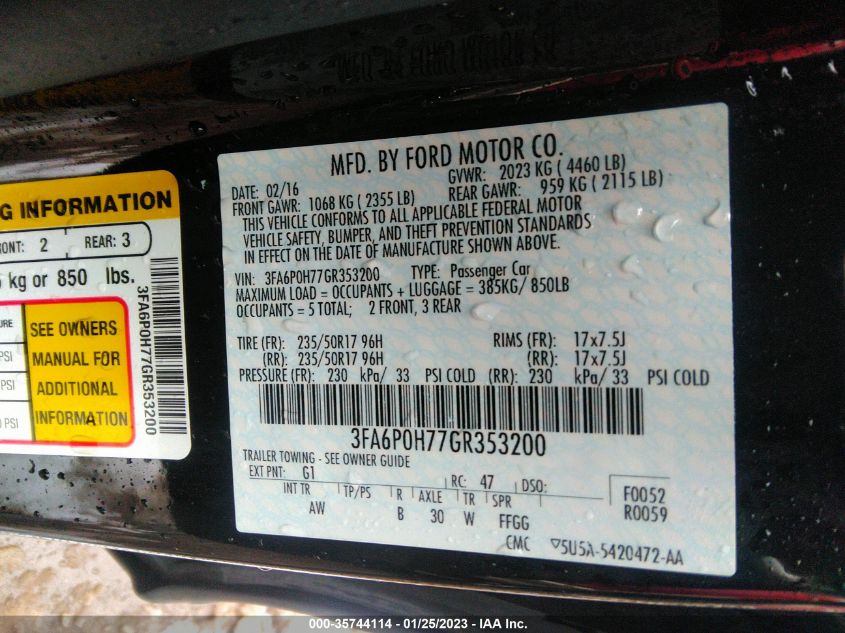 MFD. BY FORD MOTOR CO.
DATE: 02/16 GVWR: 2023 KG ( 4460 LB)
FRONT GAWR: 1068 KG ( 2355 LB) REAR GAWR: 959 KG ( 2115 LB)
THIS VEHICLE CONFORMS TO ALL APPLICABLE FEDERAL MOTOR
VEHICLE SAFETY, BUMPER, AND THEFT PREVENTION STANDARDS
IN EFFECT ON THE DATE OF MANUFACTURE SHOWN ABOVE.
VIN: 3FA6P0H77GR353200 TYPE: Passenger Car
MAXIMUM LOAD = OCCUPANTS + LUGGAGE = 385KG/ 850LB
OCCUPANTS = 5 TOTAL; 2 FRONT, 3 REAR
TIRE (FR): 235/50R17 96H RIMS (FR): 17x7.5J
(RR): 235/50R17 96H (RR): 17x7.5J
PRESSURE (FR): 230 kPa/ 33 PSI COLD (RR): 230 kPa/ 33 PSI COLD
3FA6P0H77GR353200
TRAILER TOWING - SEE OWNER GUIDE
EXT PNT: G1 RC: 47 DSO:
INT TR TP/PS R AXLE TR SPR
AW B 30 W FFGG
F0052
R0059
CMC 5U5A-5420472-AA
G INFORMATION
RONT: 2 REAR: 3
kg or 850 lbs.
SEE OWNERS
MANUAL FOR
ADDITIONAL
INFORMATION
URE
PSI
PSI
PSI
3FA6P0H77GR353200
000-35744114 - 01/25/2023 - IAA Inc.